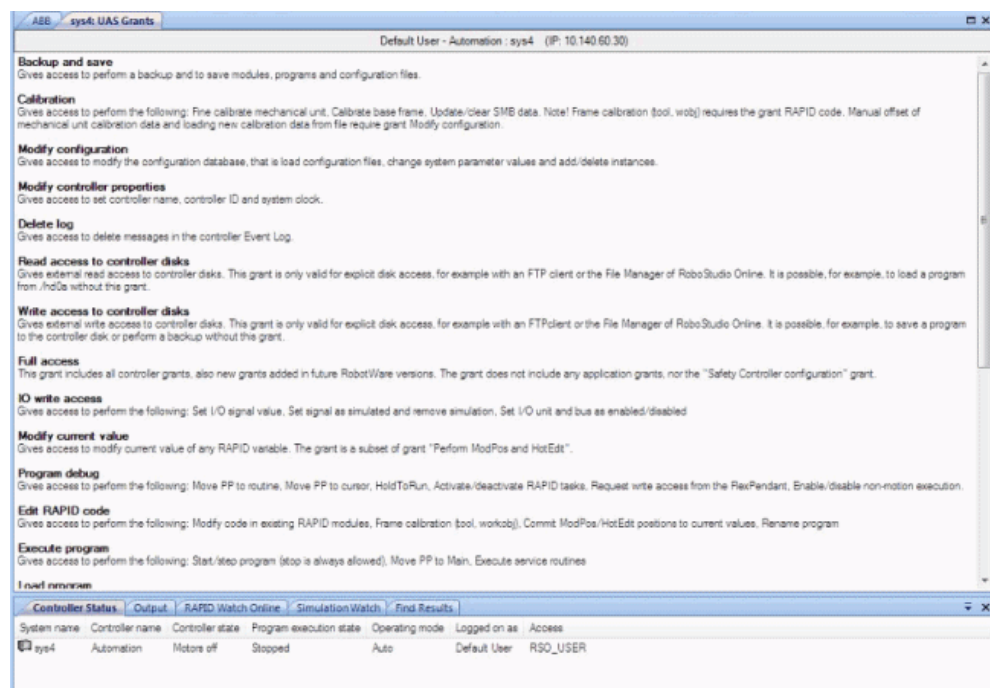 ABB sys4: UAS Grants
Default User - Automation : sys4 (IP: 10.140.60.30)
Backup and save
Gives access to perform a backup and to save modules, programs and configuration files.
Calibration
Gives access to perform the following: Fine calibrate mechanical unit, Calibrate base frame, Update/clear SMB data. Note! Frame calibration (tool, wobj) requires the grant RAPID code. Manual offset of
mechanical unit calibration data and loading new calibration data from file require grant Modify configuration.
Modify configuration
Gives access to modify the configuration database, that is load configuration files, change system parameter values and add/delete instances.
Modify controller properties
Gives access to set controller name, controller ID and system clock.
Delete log
Gives access to delete messages in the controller Event Log.
Read access to controller disks
Gives external read access to controller disks. This grant is only valid for explicit disk access, for example with an FTP client or the File Manager of RoboStudio Online. It is possible, for example, to load a program
from /hd0a without this grant.
Write access to controller disks
Gives external write access to controller disks. This grant is only valid for explicit disk access, for example with an FTPclient or the File Manager of RoboStudio Online. It is possible, for example, to save a program
to the controller disk or perform a backup without this grant.
Full access
This grant includes all controller grants, also new grants added in future RobotWare versions. The grant does not include any application grants, nor the "Safety Controller configuration" grant.
IO write access
Gives access to perform the following: Set I/O signal value, Set signal as simulated and remove simulation, Set I/O unit and bus as enabled/disabled
Modify current value
Gives access to modify current value of any RAPID variable. The grant is a subset of grant "Perform ModPos and HotEdit".
Program debug
Gives access to perform the following: Move PP to routine, Move PP to cursor, HoldToRun, Activate/deactivate RAPID tasks, Request write access from the FlexPendant, Enable/disable non-motion execution.
Edit RAPID code
Gives access to perform the following: Modify code in existing RAPID modules, Frame calibration (tool, workobj), Commit ModPos/HotEdit positions to current values, Rename program
Execute program
Gives access to perform the following: Start/step program (stop is always allowed), Move PP to Main, Execute service routines
Load program
Controller Status Output RAPID Watch Online Simulation Watch Find Results
System name Controller name Controller state Program execution state Operating mode Logged on as Access
sys4 Automation Motors off Stopped Auto Default User RSO_USER